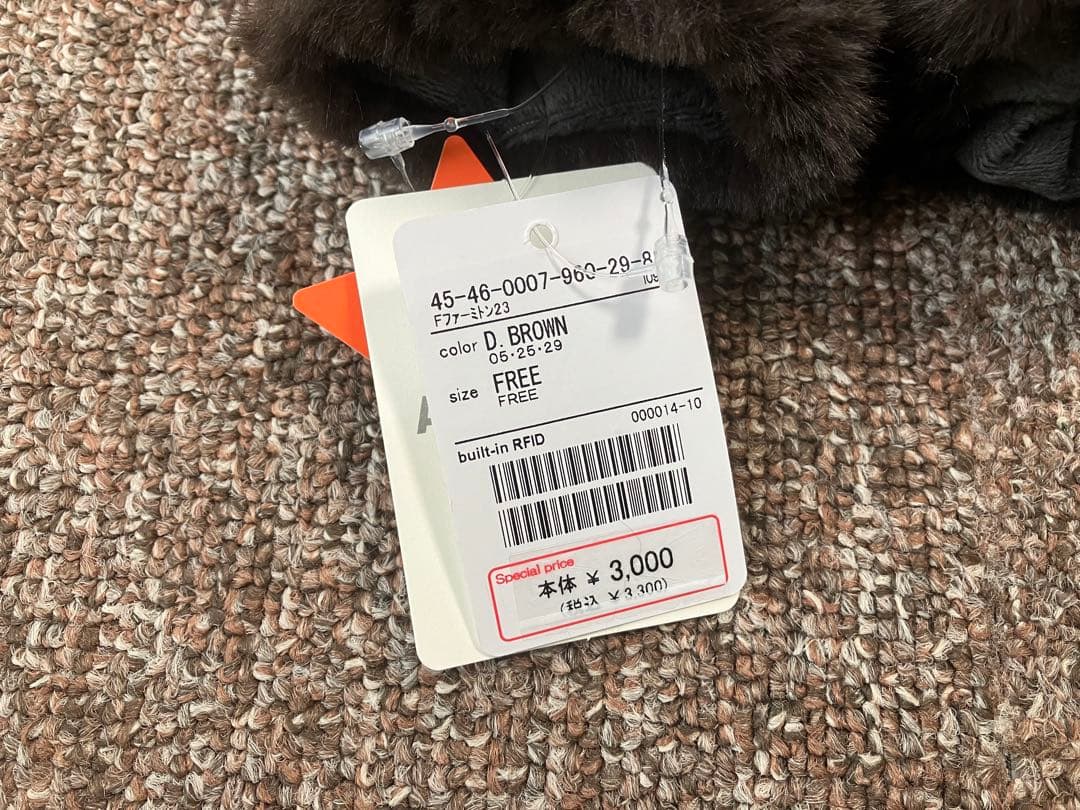 45-46-0007-960-29-8
108
Fファーミトン23
color D. BROWN
05・25・29
size FREE
FREE
000014-10
built-in RFID
Special price
本体 ¥ 3,000
(税込 ¥3,300)
A